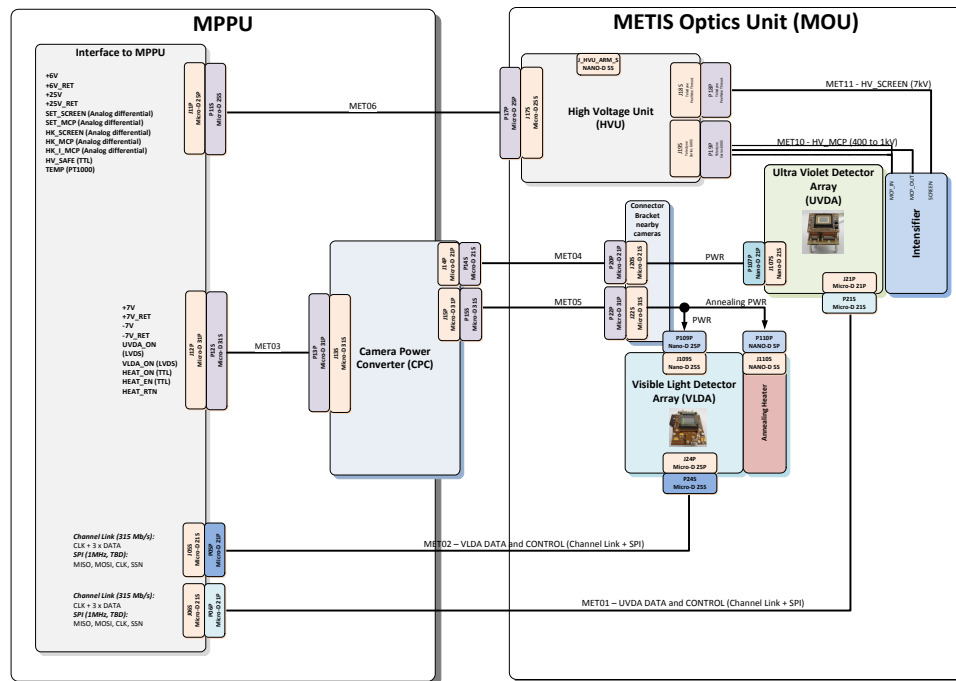 MPPU
METIS Optics Unit (MOU)
Interface to MPPU
+6V
+6V_RET
+25V
+25V_RET
SET_SCREEN (Analog differential)
SET_MCP (Analog differential)
HK_SCREEN (Analog differential)
HK_MCP (Analog differential)
HK_I_MCP (Analog differential)
HV_SAFE (TTL)
TEMP (PT1000)
J11P
Micro-D 25P
P11S
Micro-D 25S
MET06
P17P
Micro-D 25P
J17S
Micro-D 25S
J_HVU_ARM_S
NANO-D 5S
High Voltage Unit
(HVU)
J18S
P18P
J19S
P19P
MET11 - HV_SCREEN (7kV)
MET10 - HV_MCP (400 to 1kV)
MCP_IN
MCP_OUT
SCREEN
Intensifier
Ultra Violet Detector
Array
(UVDA)
Connector
Bracket
nearby
cameras
J14P
Micro-D 21P
P14S
Micro-D 21S
MET04
P20P
Micro-D 21P
J20S
Micro-D 21S
PWR
P107P
Nano-D 21P
J107S
Nano-D 21S
J21P
Micro-D 21P
P21S
Micro-D 21S
J15P
Micro-D 31P
P15S
Micro-D 31S
MET05
P22P
Micro-D 31P
J22S
Micro-D 31S
Annealing PWR
PWR
+7V
+7V_RET
-7V
-7V_RET
UVDA_ON
(LVDS)
VLDA_ON (LVDS)
HEAT_ON (TTL)
HEAT_EN (TTL)
HEAT_RTN
J12P
Micro-D 31P
P12S
Micro-D 31S
MET03
P13P
Micro-D 31P
J13S
Micro-D 31S
Camera Power
Converter (CPC)
P109P
Nano-D 25P
J109S
Nano-D 25S
P110P
NANO-D 5P
J110S
NANO-D 5S
Visible Light Detector
Array (VLDA)
Annealing Heater
J24P
Micro-D 25P
P24S
Micro-D 25S
Channel Link (315 Mb/s):
CLK + 3 x DATA
SPI (1MHz, TBD):
MISO, MOSI, CLK, SSN
J05S
Micro-D 21S
P05P
Micro-D 21P
MET02 – VLDA DATA and CONTROL (Channel Link + SPI)
Channel Link (315 Mb/s):
CLK + 3 x DATA
SPI (1MHz, TBD):
MISO, MOSI, CLK, SSN
J06S
Micro-D 21S
P06P
Micro-D 21P
MET01 – UVDA DATA and CONTROL (Channel Link + SPI)